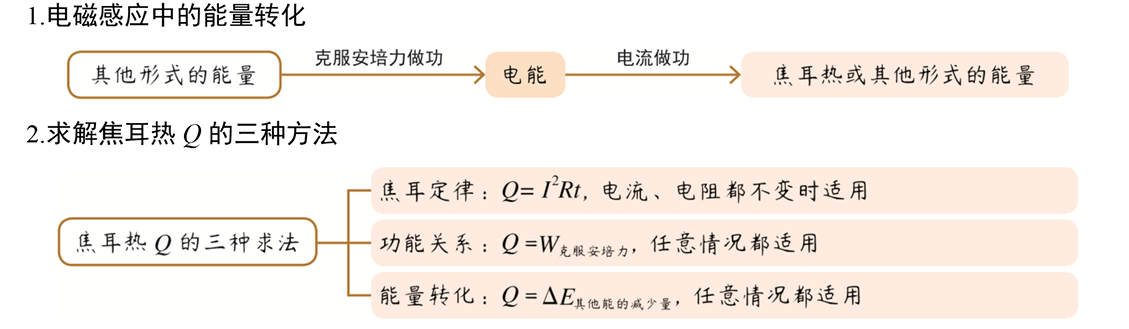 1.电磁感应中的能量转化
其他形式的能量 克服安培力做功 电能 电流做功 焦耳热或其他形式的能量
2.求解焦耳热 Q 的三种方法
焦耳定律：Q= I²Rt, 电流、电阻都不变时适用
焦耳热 Q 的三种求法
功能关系：Q =W克服安培力，任意情况都适用
能量转化：Q = ΔE其他能的减少量，任意情况都适用